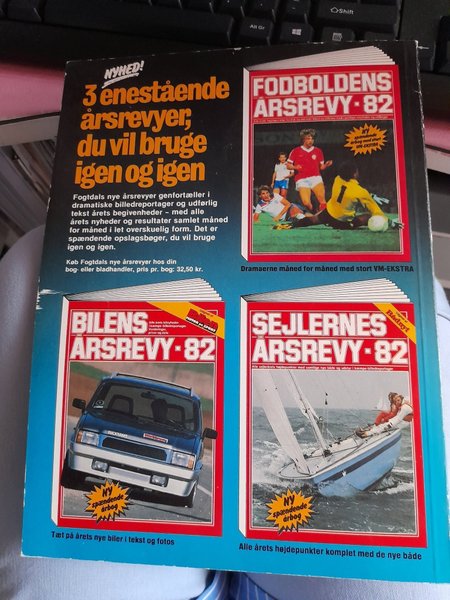 NYHED!
3 enestående
årsrevyer,
du vil bruge
igen og igen
Fogtdals nye årsrevyer genfortæller i
dramatiske billedreportager og udførlig
tekst årets begivenheder – med alle
årets nyheder og resultater samlet måned
for måned i let overskuelig form. Det er
spændende opslagsbøger, du vil bruge
igen og igen.
Køb Fogtdals nye årsrevyer hos din
bog- eller bladhandler, pris pr. bog: 32,50 kr.
FODBOLDENS
ÅRSREVY·82
VM-EKSTRA
Dramaerne måned for måned med stort VM-EKSTRA
BILENS
ÅRSREVY·82
NY
spændende
årbog
Tæt på årets nye biler i tekst og fotos
SEJLERNES
ÅRSREVY·82
NY
spændende
årbog
Alle årets højdepunkter komplet med de nye både
Shift
Alt Gr